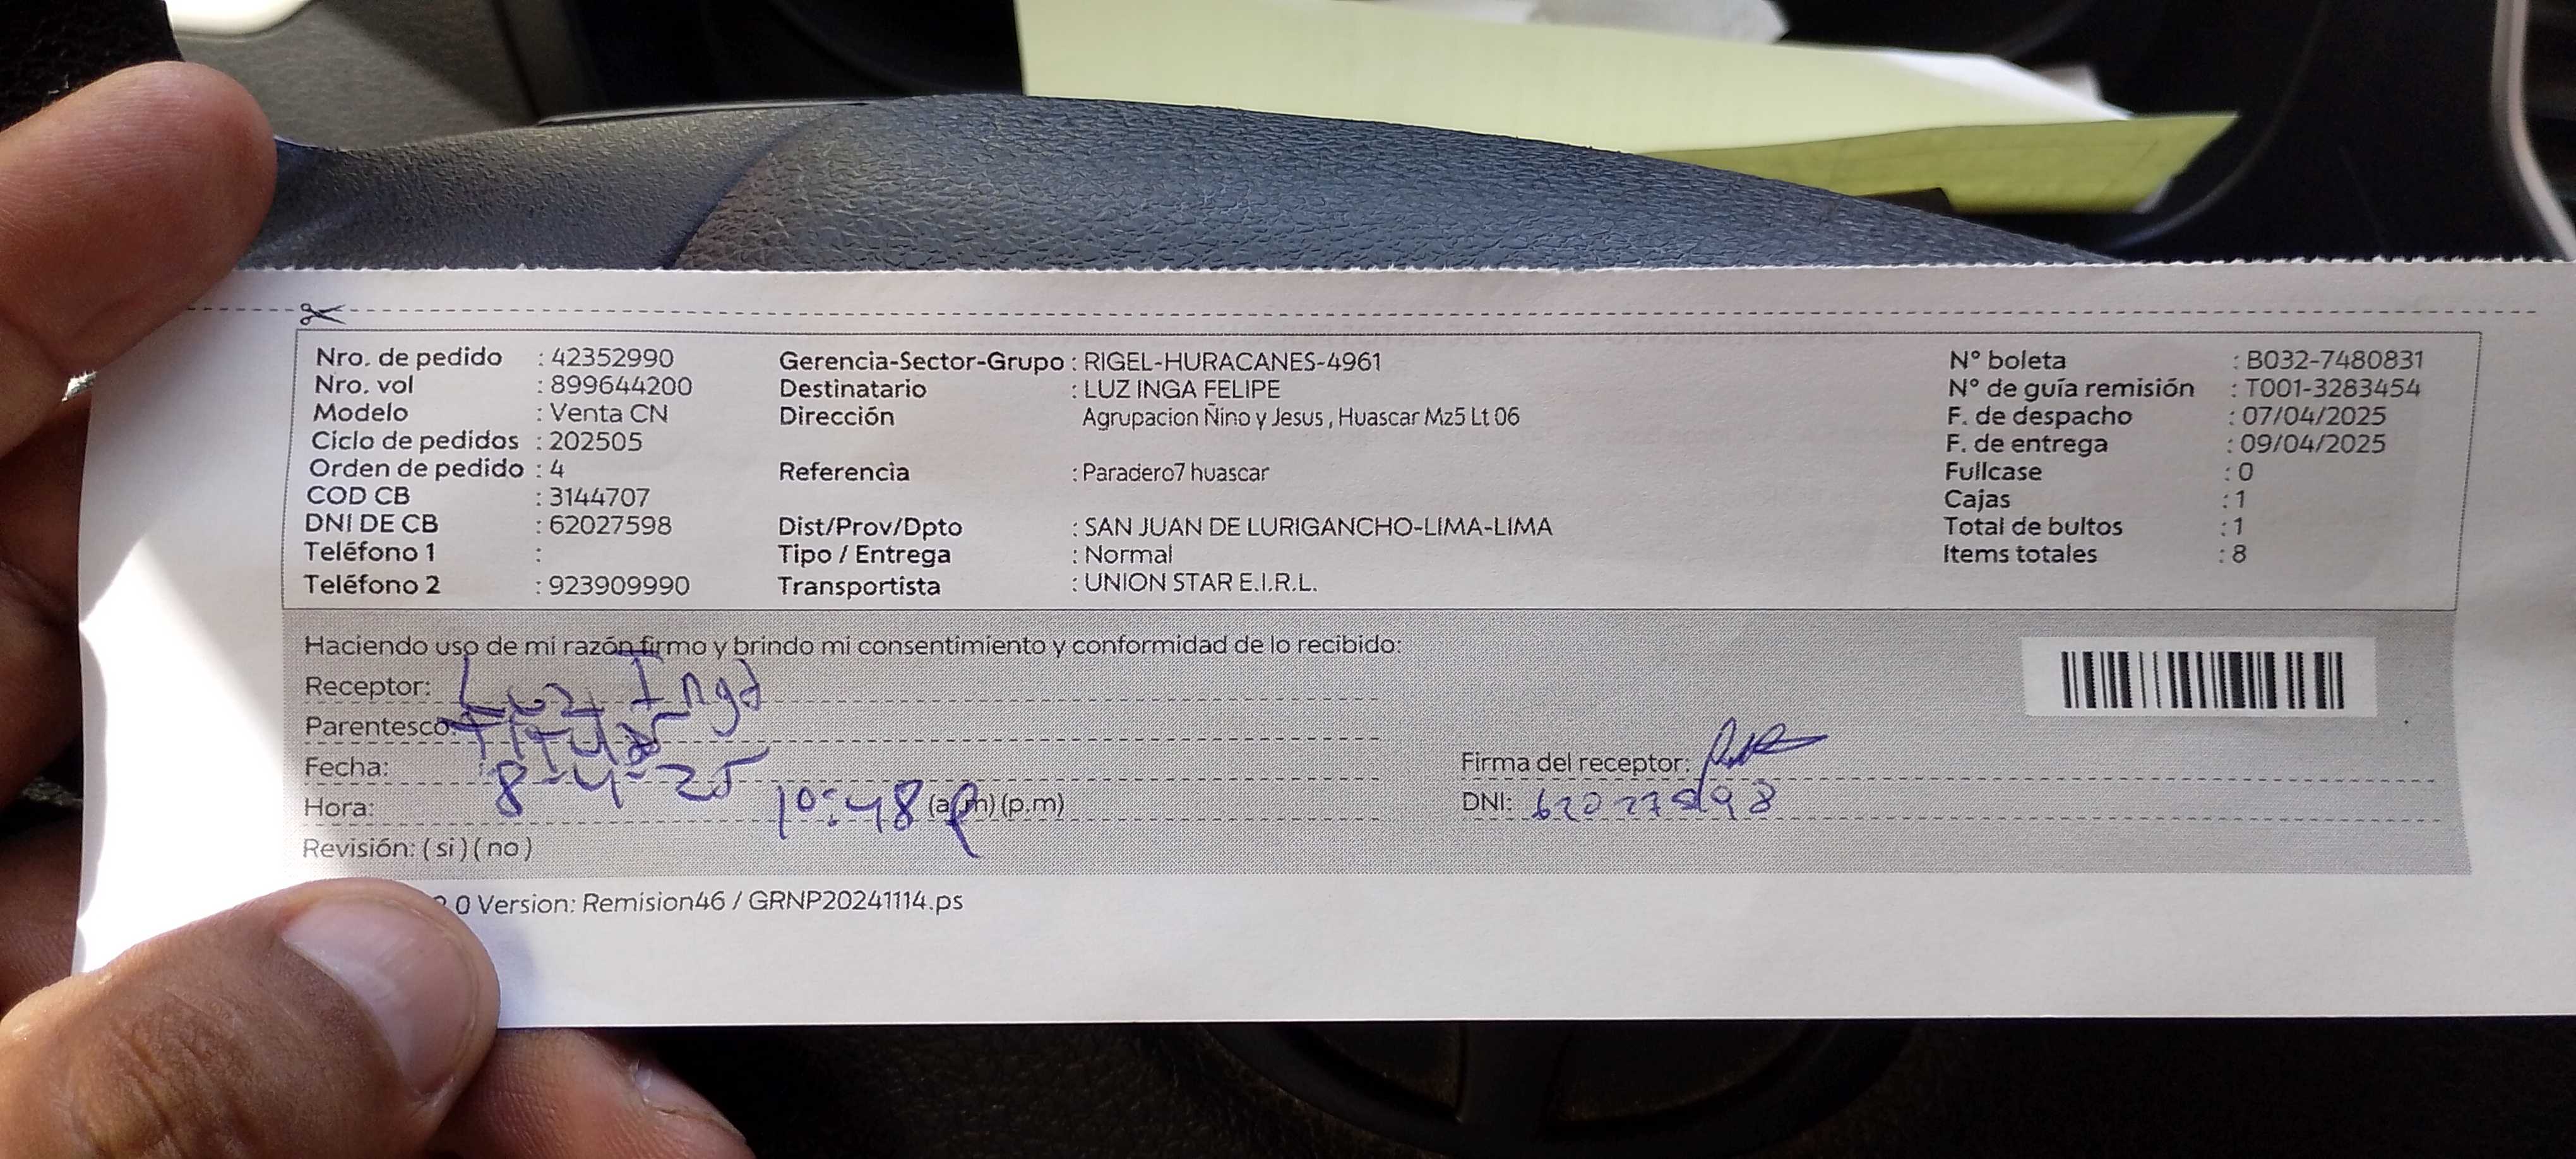 Nro. de pedido : 42352990 Gerencia-Sector-Grupo : RIGEL-HURACANES-4961 N° boleta : B032-7480831
Nro. vol : 899644200 Destinatario : LUZ INGA FELIPE N° de guía remisión : T001-3283454
Modelo : Venta CN Dirección Agrupacion Ñino y Jesus , Huascar Mz5 Lt 06 F. de despacho : 07/04/2025
Ciclo de pedidos : 202505 F. de entrega : 09/04/2025
Orden de pedido : 4 Referencia : Paradero7 huascar Fullcase : 0
COD CB : 3144707 Cajas : 1
DNI DE CB : 62027598 Dist/Prov/Dpto : SAN JUAN DE LURIGANCHO-LIMA-LIMA Total de bultos : 1
Teléfono 1 : Tipo / Entrega : Normal Items totales : 8
Teléfono 2 : 923909990 Transportista : UNION STAR E.I.R.L.
Haciendo uso de mi razón firmo y brindo mi consentimiento y conformidad de lo recibido:
Receptor: Luz Inga
Parentesco: titular
Fecha: 8-4-25 Firma del receptor:
Hora: 10:48 (a.m) (p.m) DNI: 62027598
Revisión: ( si ) ( no )
0 Version: Remision46 / GRNP20241114.ps